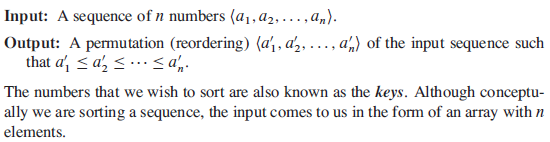 Input: A sequence of n numbers ⟨a₁, a₂, . . . , aₙ⟩.
Output: A permutation (reordering) ⟨a′₁, a′₂, . . . , a′ₙ⟩ of the input sequence such
that a′₁ ≤ a′₂ ≤ ··· ≤ a′ₙ.
The numbers that we wish to sort are also known as the keys. Although conceptu-
ally we are sorting a sequence, the input comes to us in the form of an array with n
elements.